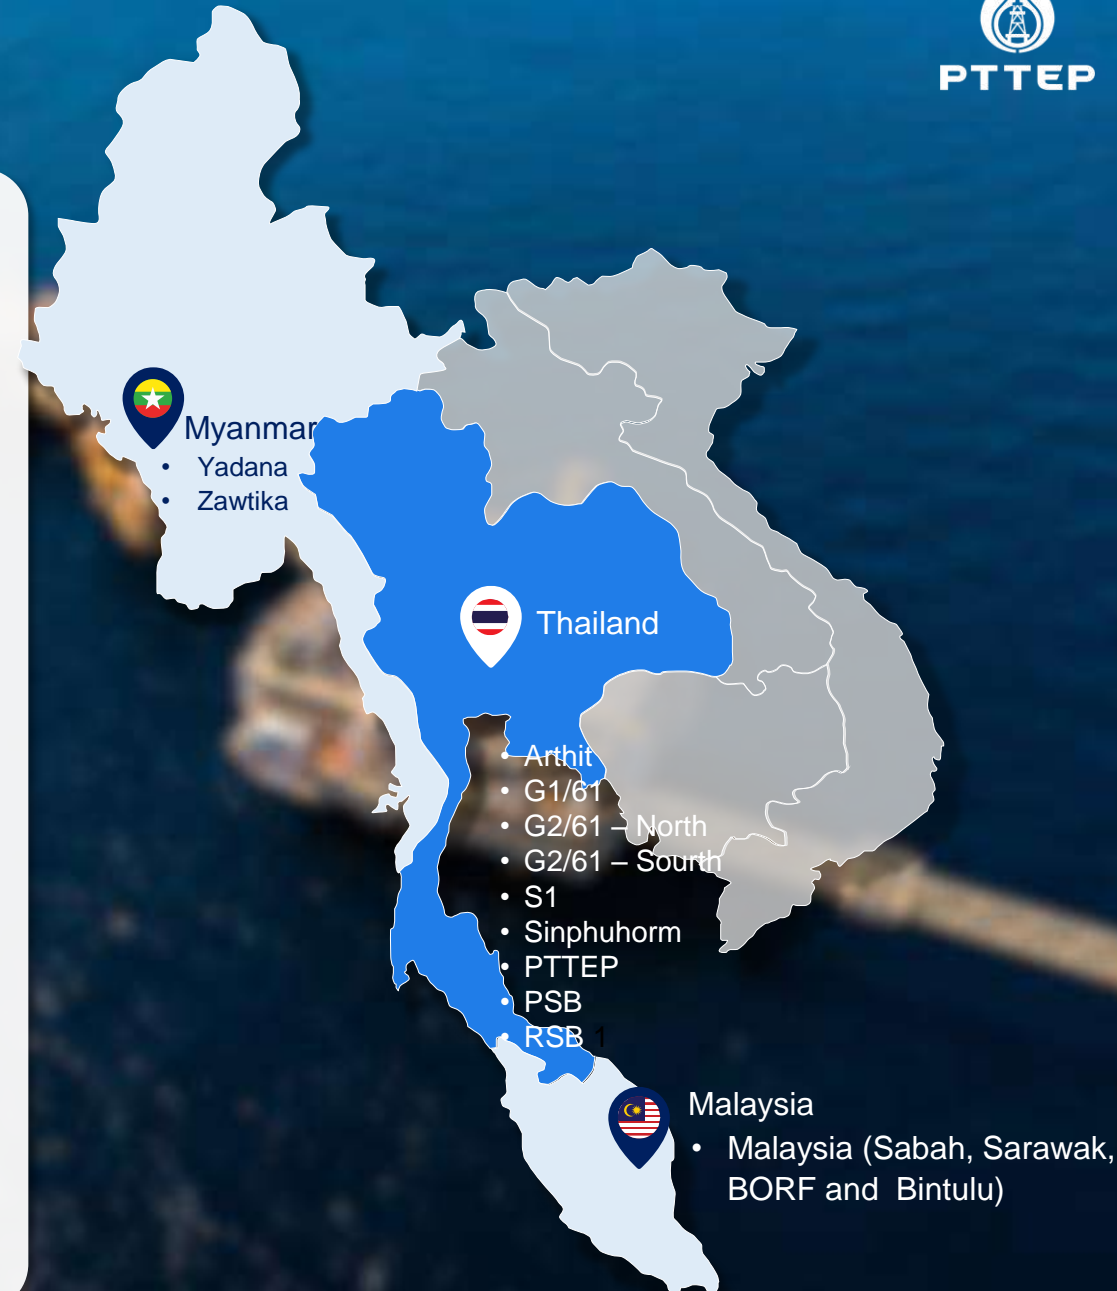 PTTEP
Myanmar
• Yadana
• Zawtika
Thailand
• Arthit
• G1/61
• G2/61 – North
• G2/61 – Sourth
• S1
• Sinphuhorm
• PTTEP
• PSB
• RSB 1
Malaysia
• Malaysia (Sabah, Sarawak,
BORF and Bintulu)